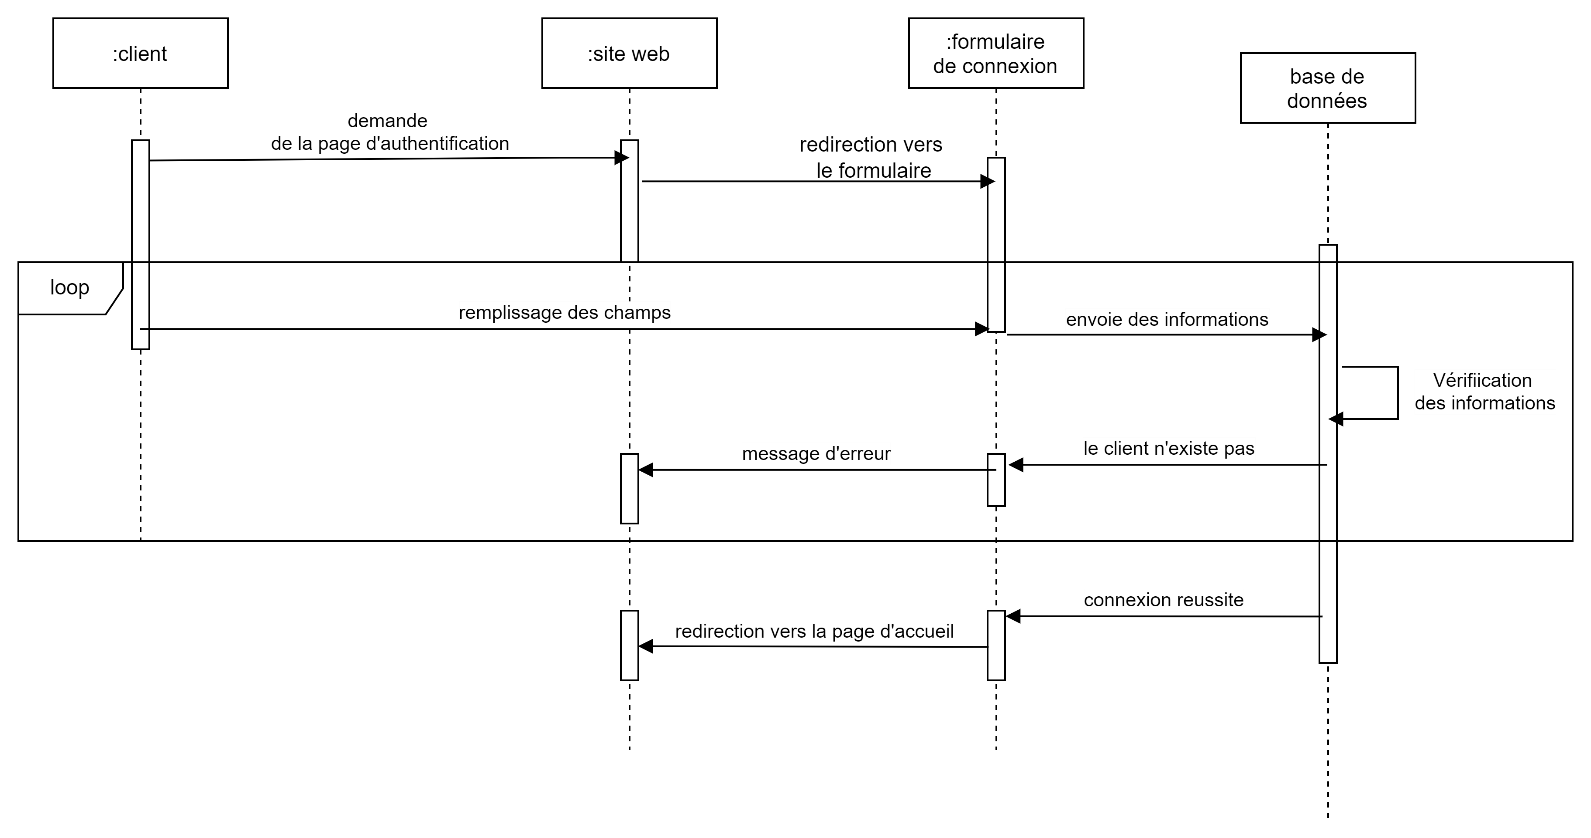 :client
:site web
:formulaire
de connexion
base de
données
demande
de la page d'authentification
redirection vers
le formulaire
loop
remplissage des champs
envoie des informations
Vérifiication
des informations
le client n'existe pas
message d'erreur
connexion reussite
redirection vers la page d'accueil